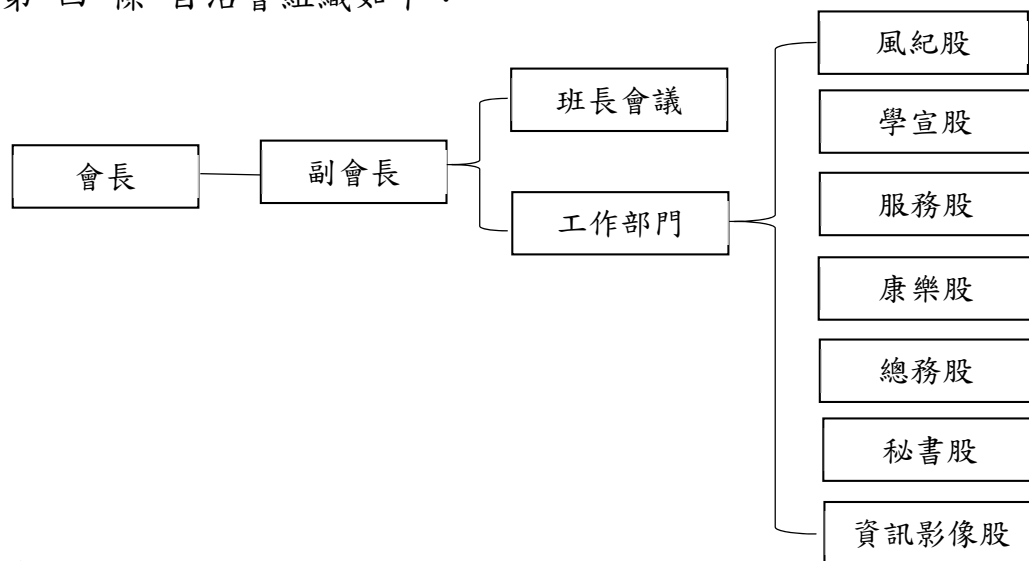 第 四 條 自治會組織如下：
會長
副會長
班長會議
工作部門
風紀股
學宣股
服務股
康樂股
總務股
秘書股
資訊影像股